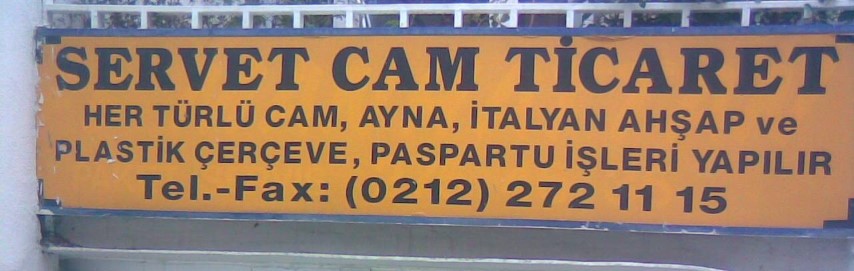 SERVET CAM TİCARET
HER TÜRLÜ CAM, AYNA, İTALYAN AHŞAP ve
PLASTİK ÇERÇEVE, PASPARTU İŞLERİ YAPILIR
Tel.-Fax: (0212) 272 11 15